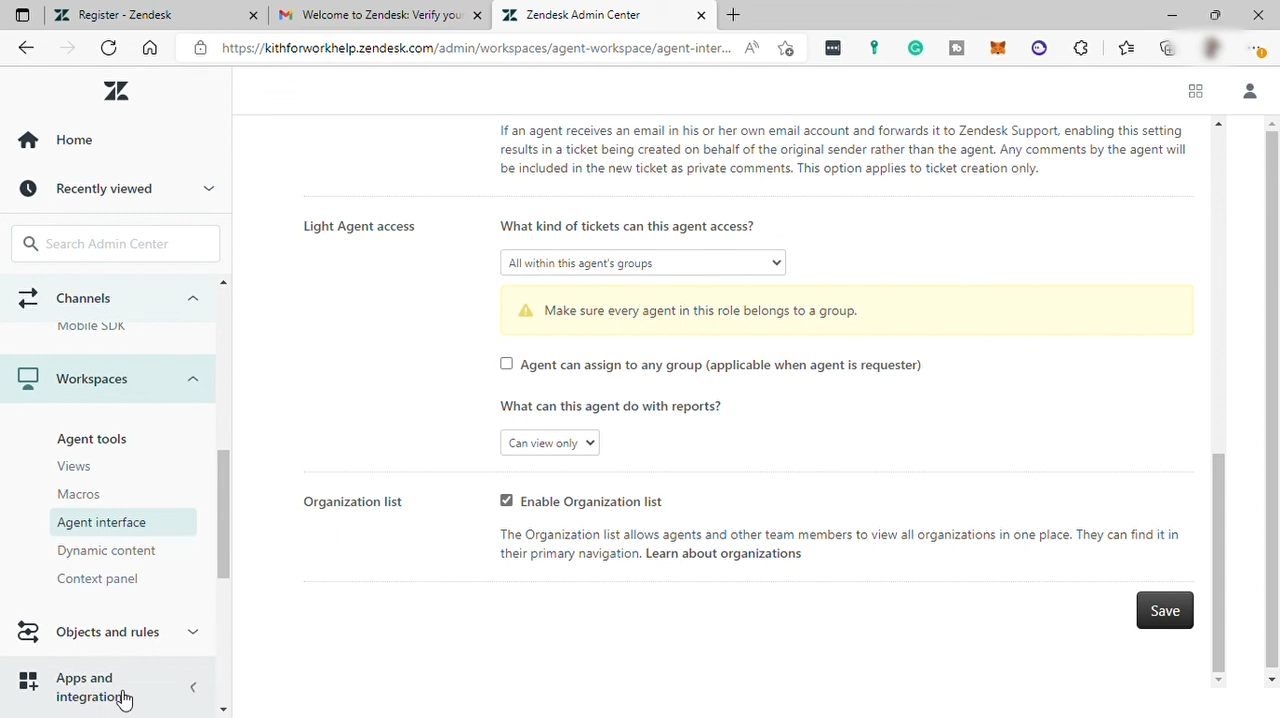 Register - Zendesk
Welcome to Zendesk: Verify your
Zendesk Admin Center
https://kithforworkhelp.zendesk.com/admin/workspaces/agent-workspace/agent-inter...
Home
Recently viewed
Search Admin Center
Channels
Mobile SDK
Workspaces
Agent tools
Views
Macros
Agent interface
Dynamic content
Context panel
Objects and rules
Apps and
integrations
If an agent receives an email in his or her own email account and forwards it to Zendesk Support, enabling this setting
results in a ticket being created on behalf of the original sender rather than the agent. Any comments by the agent will
be included in the new ticket as private comments. This option applies to ticket creation only.
Light Agent access
What kind of tickets can this agent access?
All within this agent's groups
Make sure every agent in this role belongs to a group.
Agent can assign to any group (applicable when agent is requester)
What can this agent do with reports?
Can view only
Organization list
Enable Organization list
The Organization list allows agents and other team members to view all organizations in one place. They can find it in
their primary navigation. Learn about organizations
Save